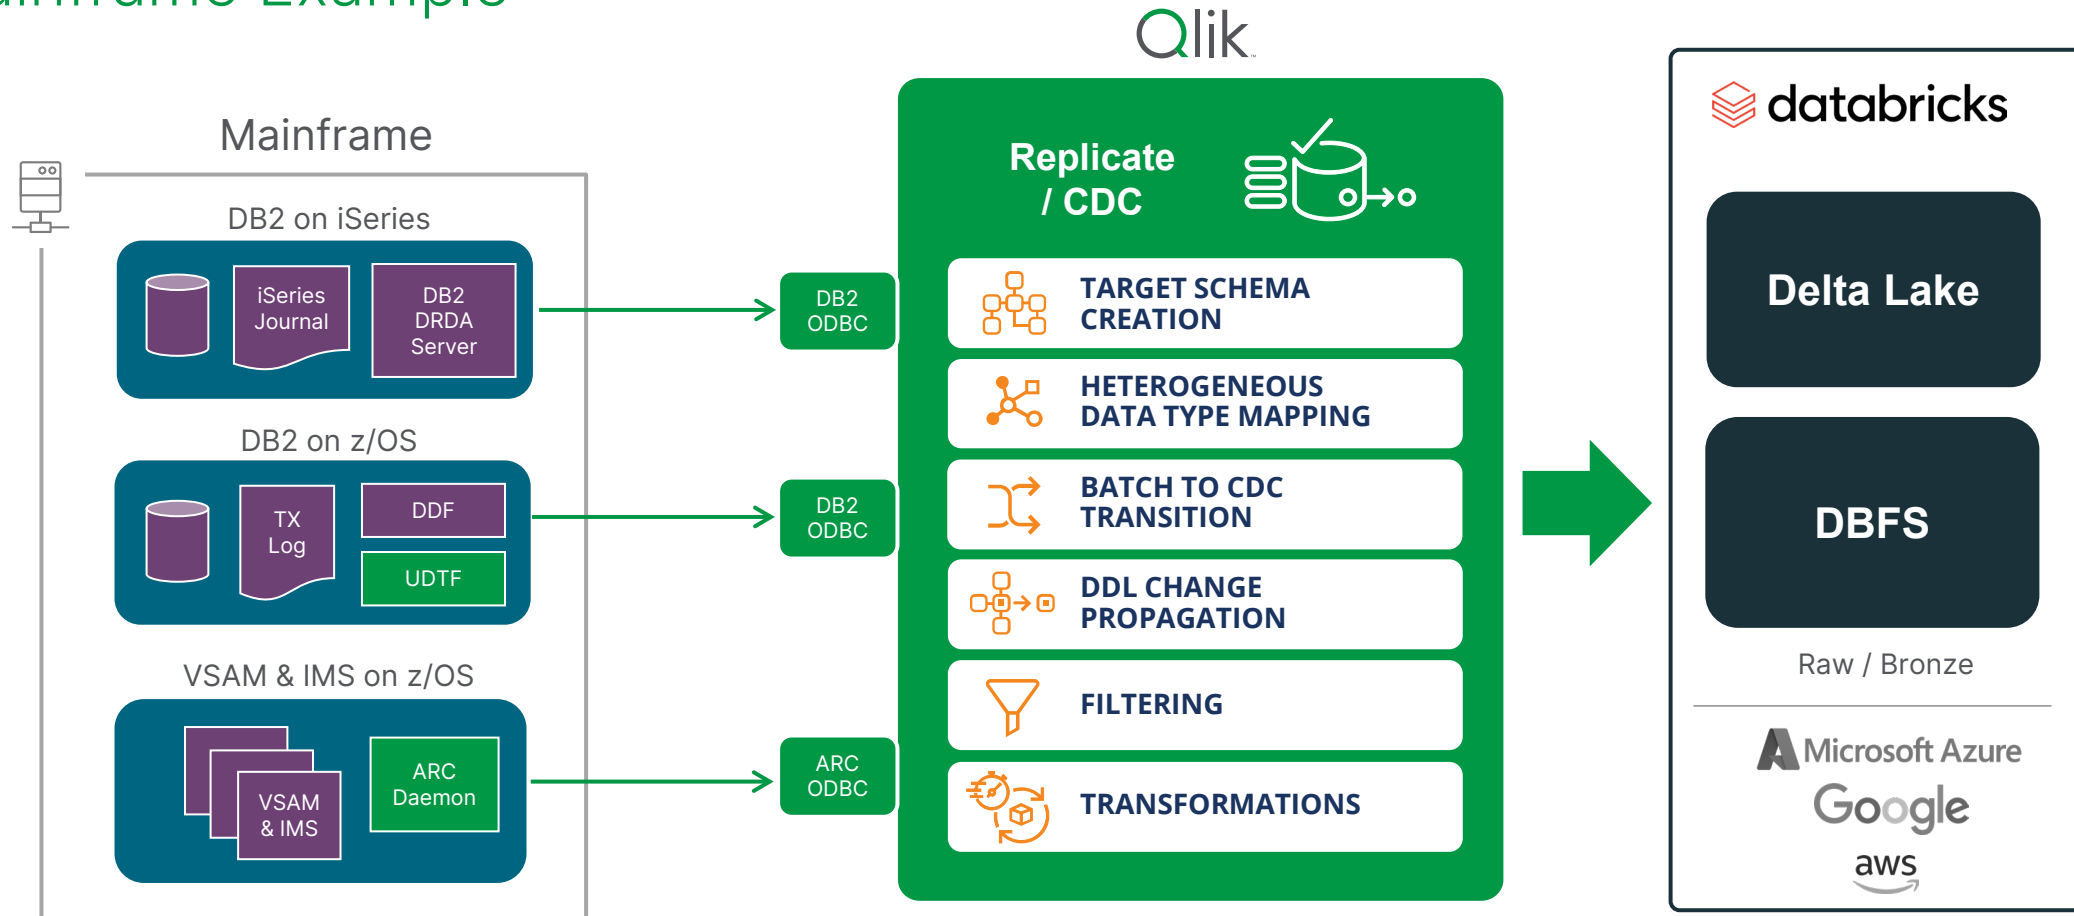 Qlik
Mainframe
DB2 on iSeries
iSeries
Journal
DB2
DRDA
Server
DB2 on z/OS
TX
Log
DDF
UDTF
VSAM & IMS on z/OS
VSAM
& IMS
ARC
Daemon
DB2
ODBC
DB2
ODBC
ARC
ODBC
Replicate
/ CDC
TARGET SCHEMA
CREATION
HETEROGENEOUS
DATA TYPE MAPPING
BATCH TO CDC
TRANSITION
DDL CHANGE
PROPAGATION
FILTERING
TRANSFORMATIONS
databricks
Delta Lake
DBFS
Raw / Bronze
Microsoft Azure
Google
aws